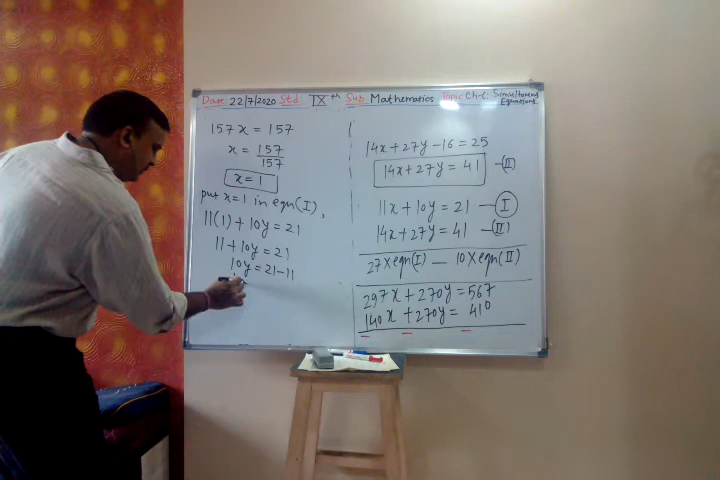 Date: 22/7/2020 Std: IXth Sub: Mathematics Topic: Ch-6: Simultaneous Equations.
157x = 157
x = 157/157
x = 1
put x=1 in eqn(I),
11(1) + 10y = 21
11 + 10y = 21
10y = 21-11
14x + 27y - 16 = 25
14x + 27y = 41 —(II)
11x + 10y = 21 — I
14x + 27y = 41 —(II)
27 X eqn(I) — 10 X eqn(II)
297x + 270y = 567
140x + 270y = 410
— — —